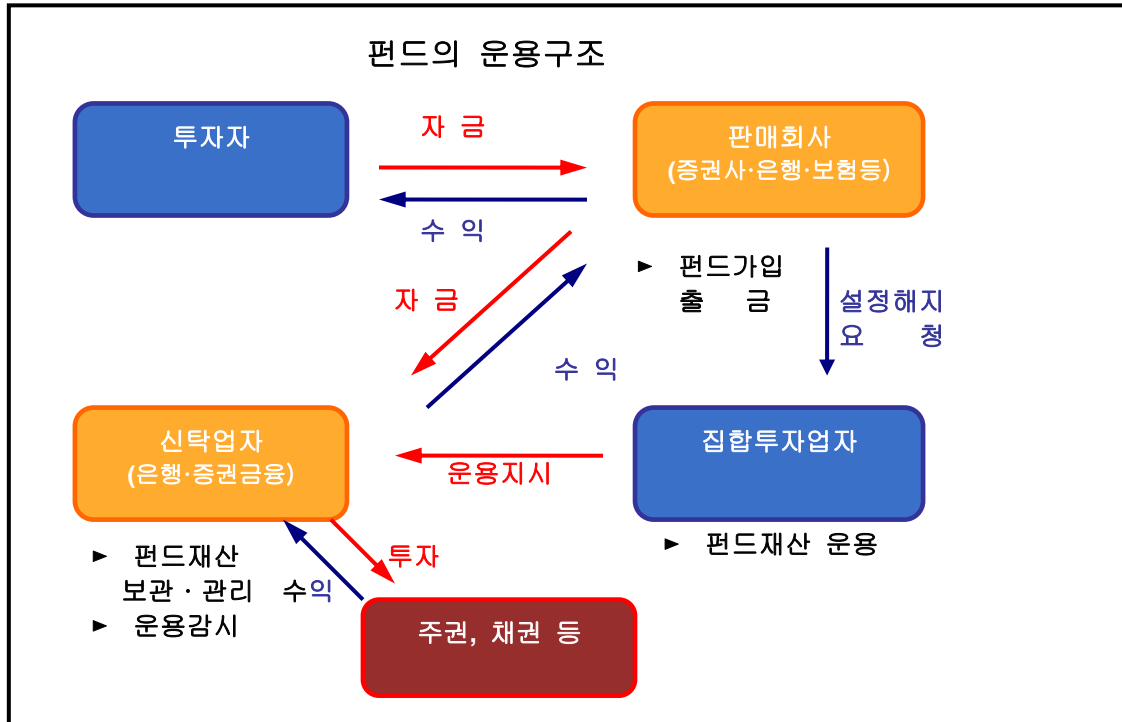 펀드의 운용구조
투자자
자 금
판매회사
(증권사·은행·보험등)
수 익
► 펀드가입
출 금
설정해지
요 청
자 금
수 익
신탁업자
(은행·증권금융)
집합투자업자
운용지시
► 펀드재산 운용
► 펀드재산
보관 · 관리
► 운용감시
투자
수익
주권, 채권 등